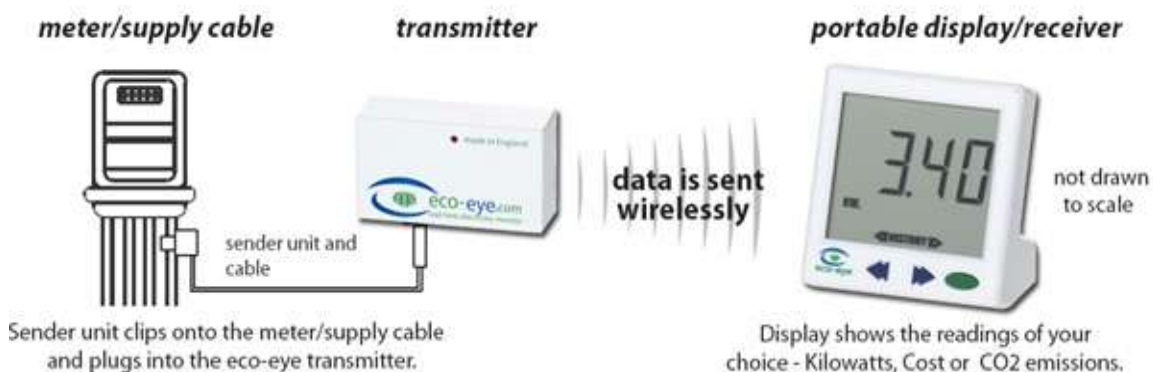 meter/supply cable
transmitter
portable display/receiver
made in England
eco-eye.com
sender unit and
cable
data is sent
wirelessly
3.40
KW.
HISTORY
eco-eye
not drawn
to scale
Sender unit clips onto the meter/supply cable
and plugs into the eco-eye transmitter.
Display shows the readings of your
choice - Kilowatts, Cost or CO2 emissions.